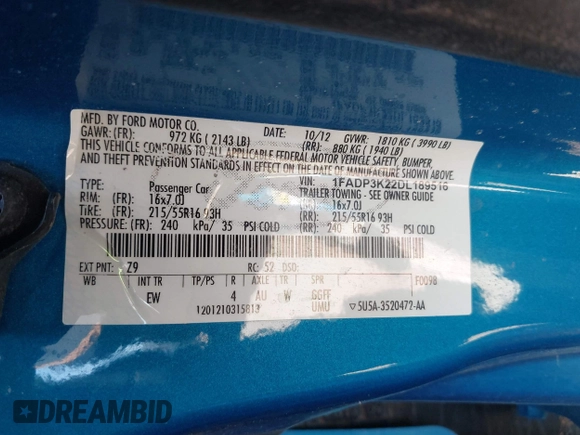 MFD. BY FORD MOTOR CO.
DATE: 10/12 GVWR: 1810 KG ( 3990 LB)
GAWR: (FR): 972 KG ( 2143 LB) (RR): 880 KG ( 1940 LB)
THIS VEHICLE CONFORMS TO ALL APPLICABLE FEDERAL MOTOR VEHICLE SAFETY, BUMPER,
AND THEFT PREVENTION STANDARDS IN EFFECT ON THE DATE OF MANUFACTURE SHOWN ABOVE.
TYPE: Passenger Car VIN: 1FADP3K22DL189516
TRAILER TOWING - SEE OWNER GUIDE
RIM: (FR): 16x7.0J (RR): 16x7.0J
TIRE: (FR): 215/55R16 93H (RR): 215/55R16 93H
PRESSURE: (FR): 240 kPa/ 35 PSI COLD (RR): 240 kPa/ 35 PSI COLD
EXT PNT: Z9 RC: 52 DSO:
WB INT TR TP/PS R AXLE TR SPR F0098
EW 4 AU W GGFF
UMU
1201210315813 ▽5U5A-3520472-AA
DREAMBID